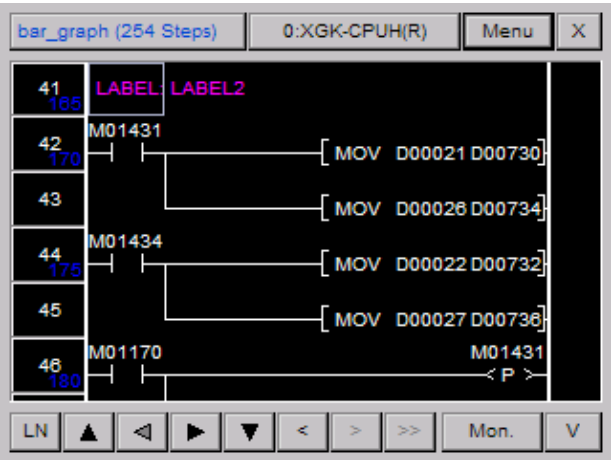 bar_graph (254 Steps) 0:XGK-CPUH(R) Menu X
41 165 LABEL: LABEL2
M01431
42 170 MOV D00021 D00730
43 MOV D00026 D00734
M01434
44 175 MOV D00022 D00732
45 MOV D00027 D00736
M01170 M01431
46 180 < P >
LN < > >> Mon. V